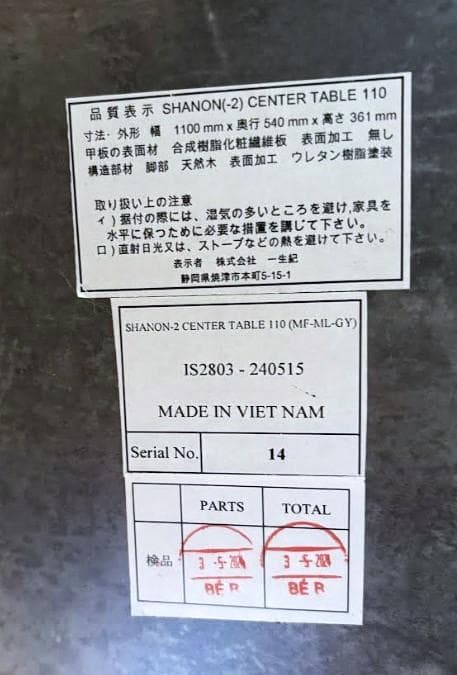 品質表示 SHANON(-2) CENTER TABLE 110
寸法・外形 幅 1100 mm x 奥行 540 mm x 高さ 361 mm
甲板の表面材 合成樹脂化粧繊維板 表面加工 無し
構造部材 脚部 天然木 表面加工 ウレタン樹脂塗装
取り扱い上の注意
イ) 据付の際には、湿気の多いところを避け,家具を
水平に保つために必要な措置を講じて下さい。
ロ) 直射日光又は、ストーブなどの熱を避けて下さい。
表示者 株式会社 一生紀
静岡県焼津市本町5-15-1
SHANON-2 CENTER TABLE 110 (MF-ML-GY)
IS2803 - 240515
MADE IN VIET NAM
Serial No. 14
PARTS TOTAL
検品
3 -5- 2024 3 -5- 2024
BÉ R BÉ R